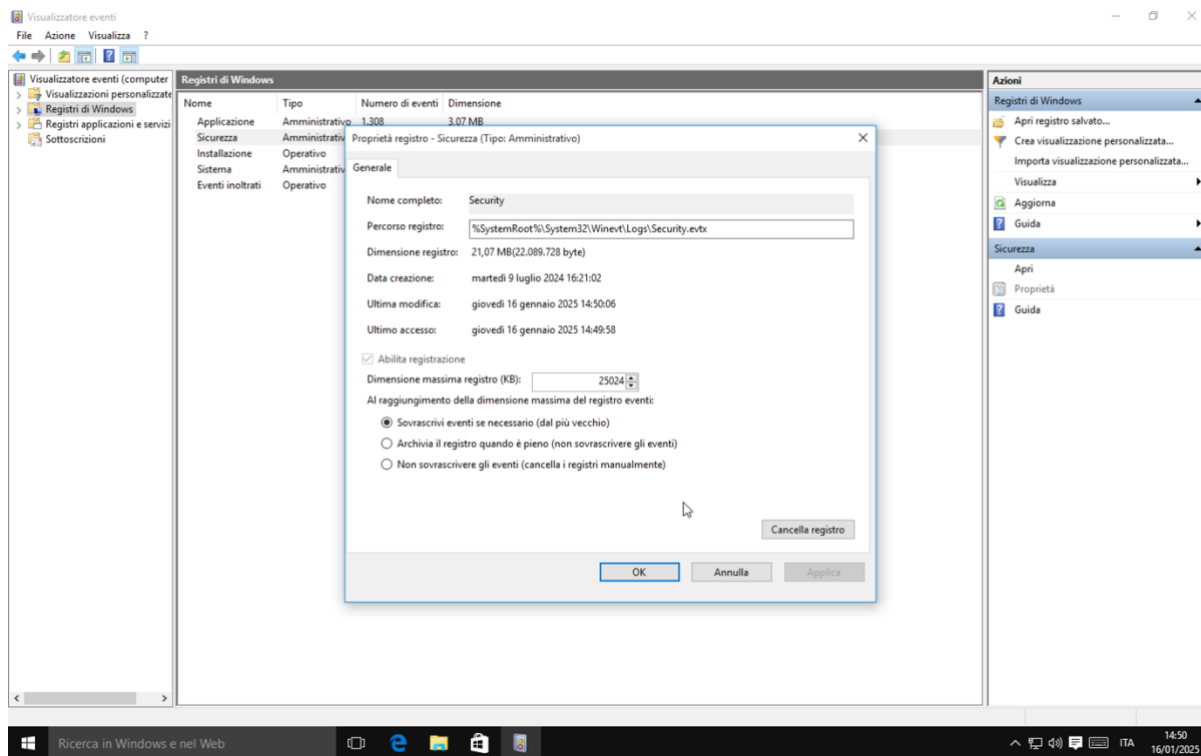 Visualizzatore eventi
File Azione Visualizza ?
Visualizzatore eventi (computer
Visualizzazioni personalizzate
Registri di Windows
Registri applicazioni e servizi
Sottoscrizioni
Registri di Windows
Nome Tipo Numero di eventi Dimensione
Applicazione Amministrativo 1.308 3,07 MB
Sicurezza Amministrativ
Installazione Operativo
Sistema Amministrativ
Eventi inoltrati Operativo
Proprietà registro - Sicurezza (Tipo: Amministrativo)
Generale
Nome completo: Security
Percorso registro: %SystemRoot%\System32\Winevt\Logs\Security.evtx
Dimensione registro: 21,07 MB(22.089.728 byte)
Data creazione: martedì 9 luglio 2024 16:21:02
Ultima modifica: giovedì 16 gennaio 2025 14:50:06
Ultimo accesso: giovedì 16 gennaio 2025 14:49:58
Abilita registrazione
Dimensione massima registro (KB): 25024
Al raggiungimento della dimensione massima del registro eventi:
Sovrascrivi eventi se necessario (dal più vecchio)
Archivia il registro quando è pieno (non sovrascrivere gli eventi)
Non sovrascrivere gli eventi (cancella i registri manualmente)
Cancella registro
OK Annulla Applica
Azioni
Registri di Windows
Apri registro salvato...
Crea visualizzazione personalizzata...
Importa visualizzazione personalizzata...
Visualizza
Aggiorna
Guida
Sicurezza
Apri
Proprietà
Guida
Ricerca in Windows e nel Web
ITA
14:50
16/01/2025